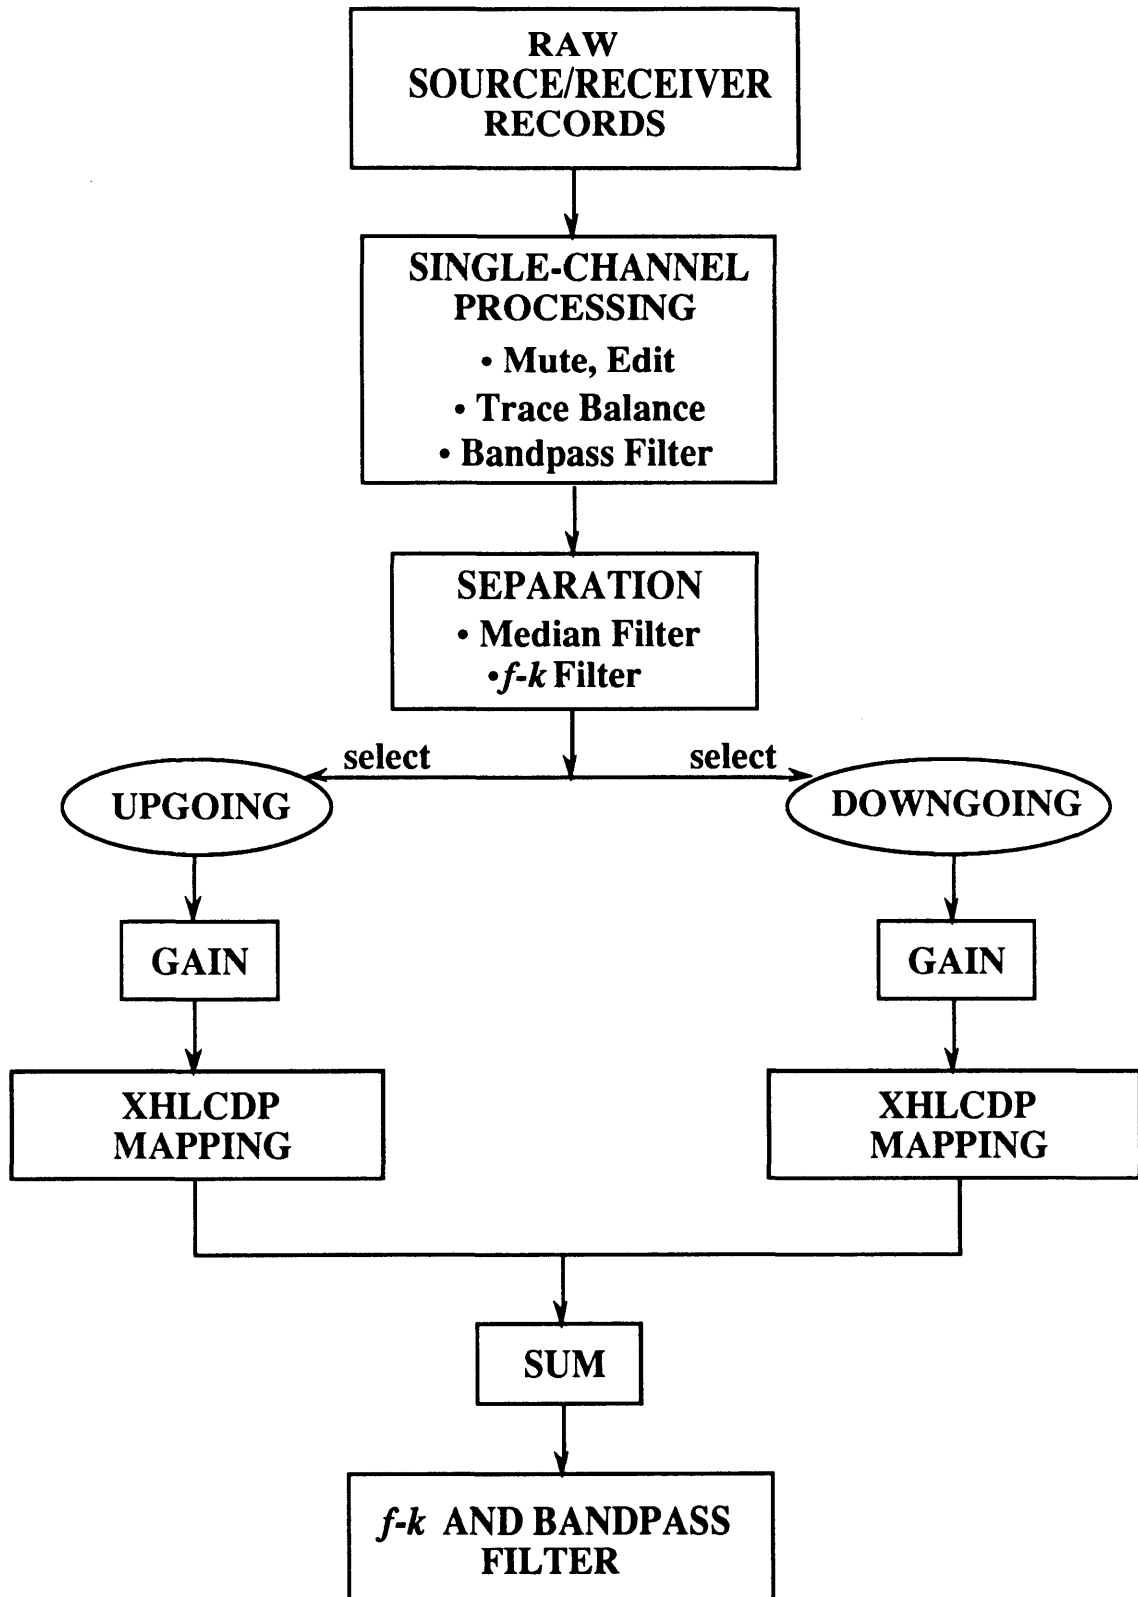 RAW
SOURCE/RECEIVER
RECORDS
SINGLE-CHANNEL
PROCESSING
• Mute, Edit
• Trace Balance
• Bandpass Filter
SEPARATION
• Median Filter
•f-k Filter
select
select
UPGOING
DOWNGOING
GAIN
GAIN
XHLCDP
MAPPING
XHLCDP
MAPPING
SUM
f-k AND BANDPASS
FILTER